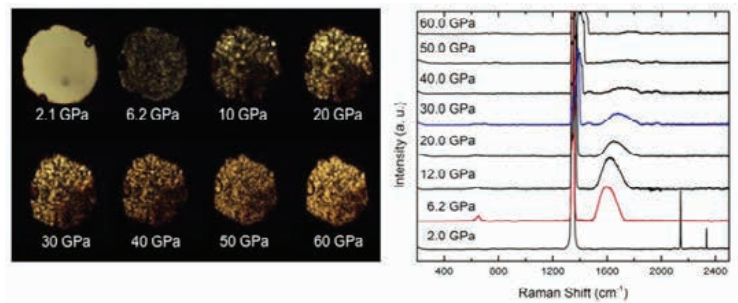 2.1 GPa 6.2 GPa 10 GPa 20 GPa
30 GPa 40 GPa 50 GPa 60 GPa
60.0 GPa
50.0 GPa
40.0 GPa
30.0 GPa
20.0 GPa
12.0 GPa
6.2 GPa
2.0 GPa
Intensity (a. u.)
400 800 1200 1600 2000 2400
Raman Shift (cm⁻¹)